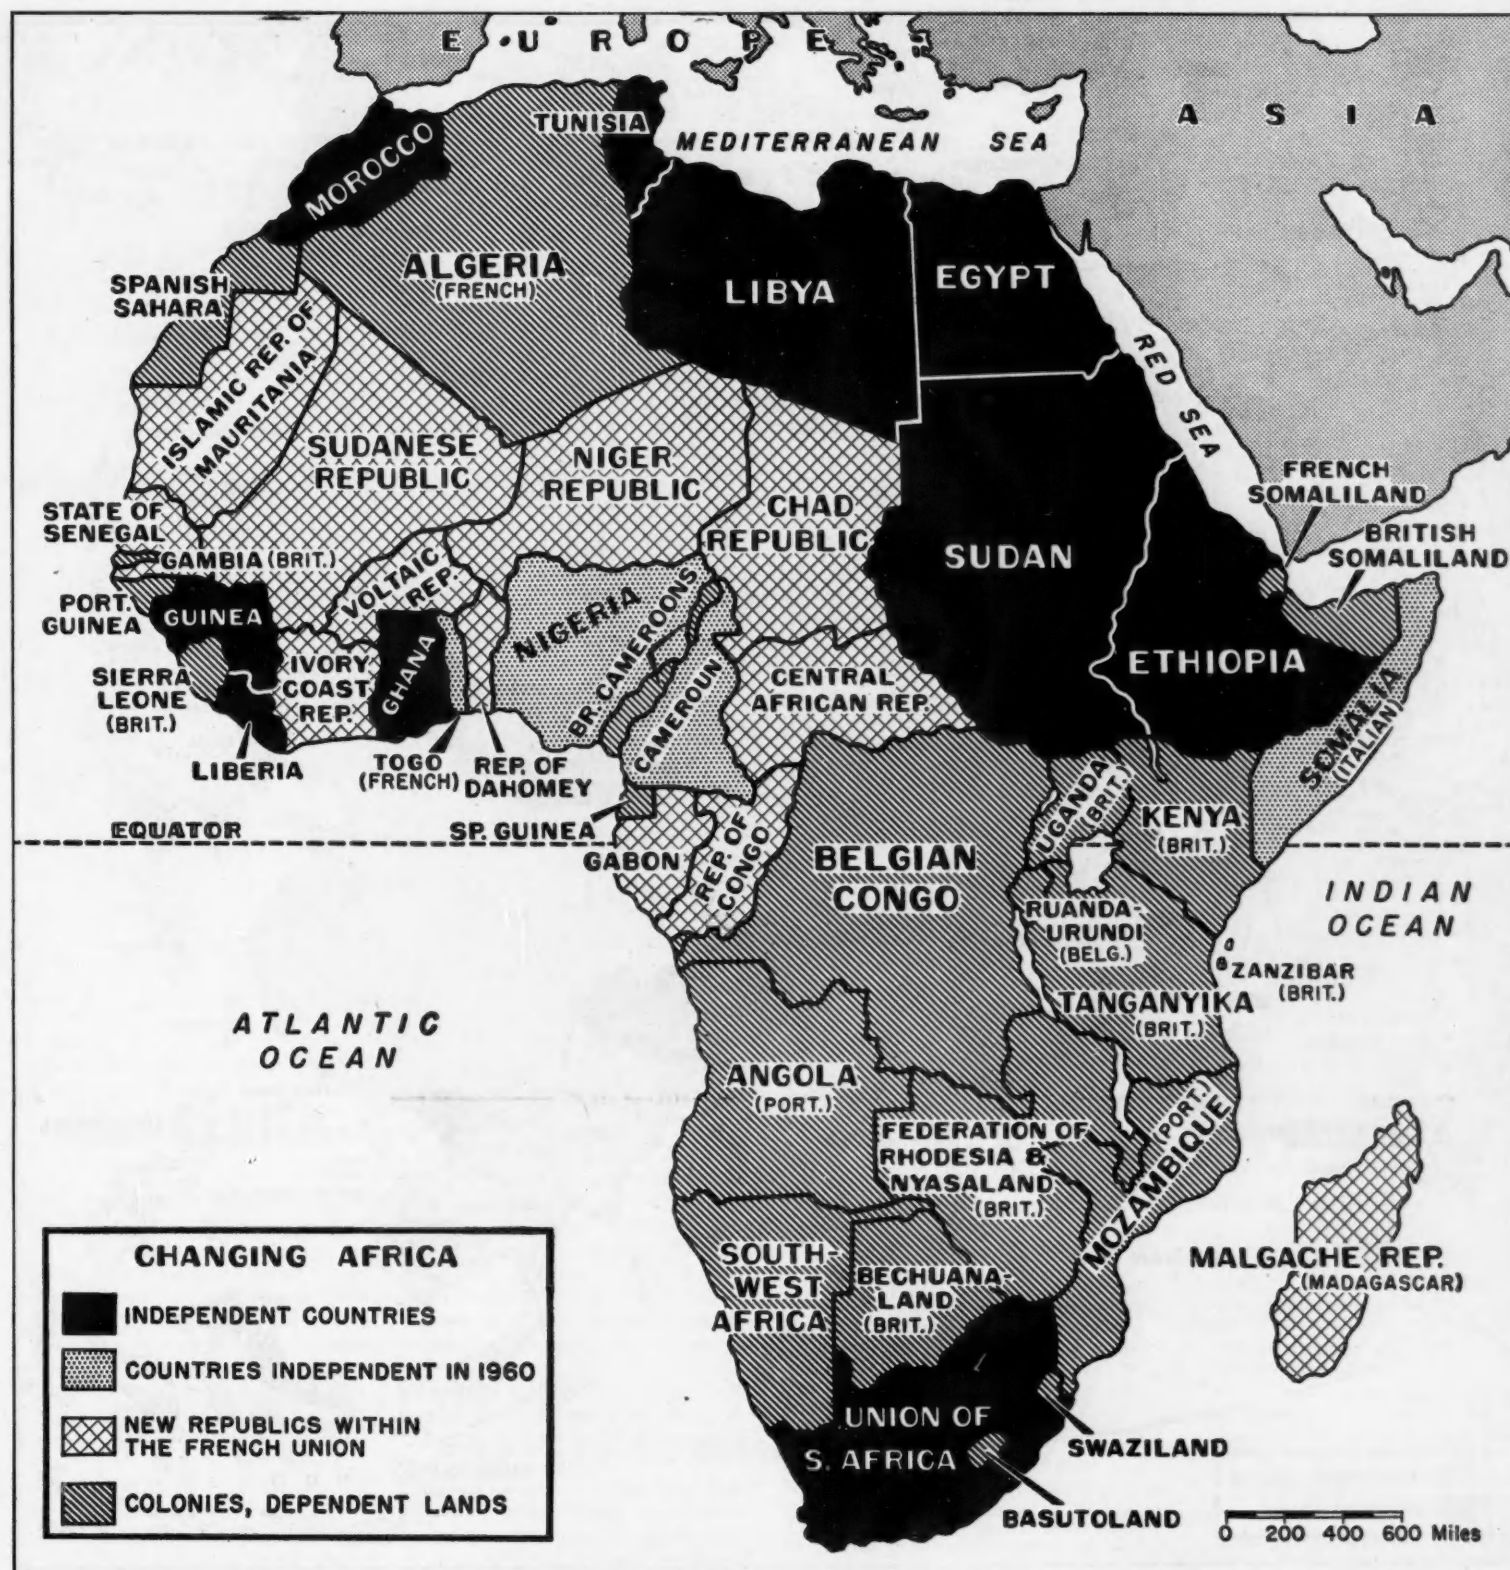 EUROPE
ASIA
TUNISIA
MEDITERRANEAN SEA
MOROCCO
ALGERIA
(FRENCH)
LIBYA
EGYPT
SPANISH
SAHARA
RED SEA
ISLAMIC REP. OF
MAURITANIA
SUDANESE
REPUBLIC
NIGER
REPUBLIC
CHAD
REPUBLIC
SUDAN
FRENCH
SOMALILAND
BRITISH
SOMALILAND
STATE OF
SENEGAL
GAMBIA (BRIT.)
VOLTAIC
REP.
PORT.
GUINEA
GUINEA
NIGERIA
BR. CAMEROONS
CAMEROUN
ETHIOPIA
SIERRA
LEONE
(BRIT.)
IVORY
COAST
REP.
GHANA
CENTRAL
AFRICAN REP.
SOMALIA
(ITALIAN)
LIBERIA
TOGO
(FRENCH)
REP. OF
DAHOMEY
UGANDA
(BRIT.)
KENYA
(BRIT.)
EQUATOR
SP. GUINEA
GABON
REP. OF
CONGO
BELGIAN
CONGO
INDIAN
OCEAN
RUANDA-
URUNDI
(BELG.)
ZANZIBAR
(BRIT.)
TANGANYIKA
(BRIT.)
ATLANTIC
OCEAN
ANGOLA
(PORT.)
FEDERATION OF
RHODESIA &
NYASALAND
(BRIT.)
(PORT.)
MOZAMBIQUE
SOUTH-
WEST
AFRICA
BECHUANA-
LAND
(BRIT.)
MALGACHE REP.
(MADAGASCAR)
UNION OF
S. AFRICA
SWAZILAND
BASUTOLAND
CHANGING AFRICA
INDEPENDENT COUNTRIES
COUNTRIES INDEPENDENT IN 1960
NEW REPUBLICS WITHIN
THE FRENCH UNION
COLONIES, DEPENDENT LANDS
0 200 400 600 Miles